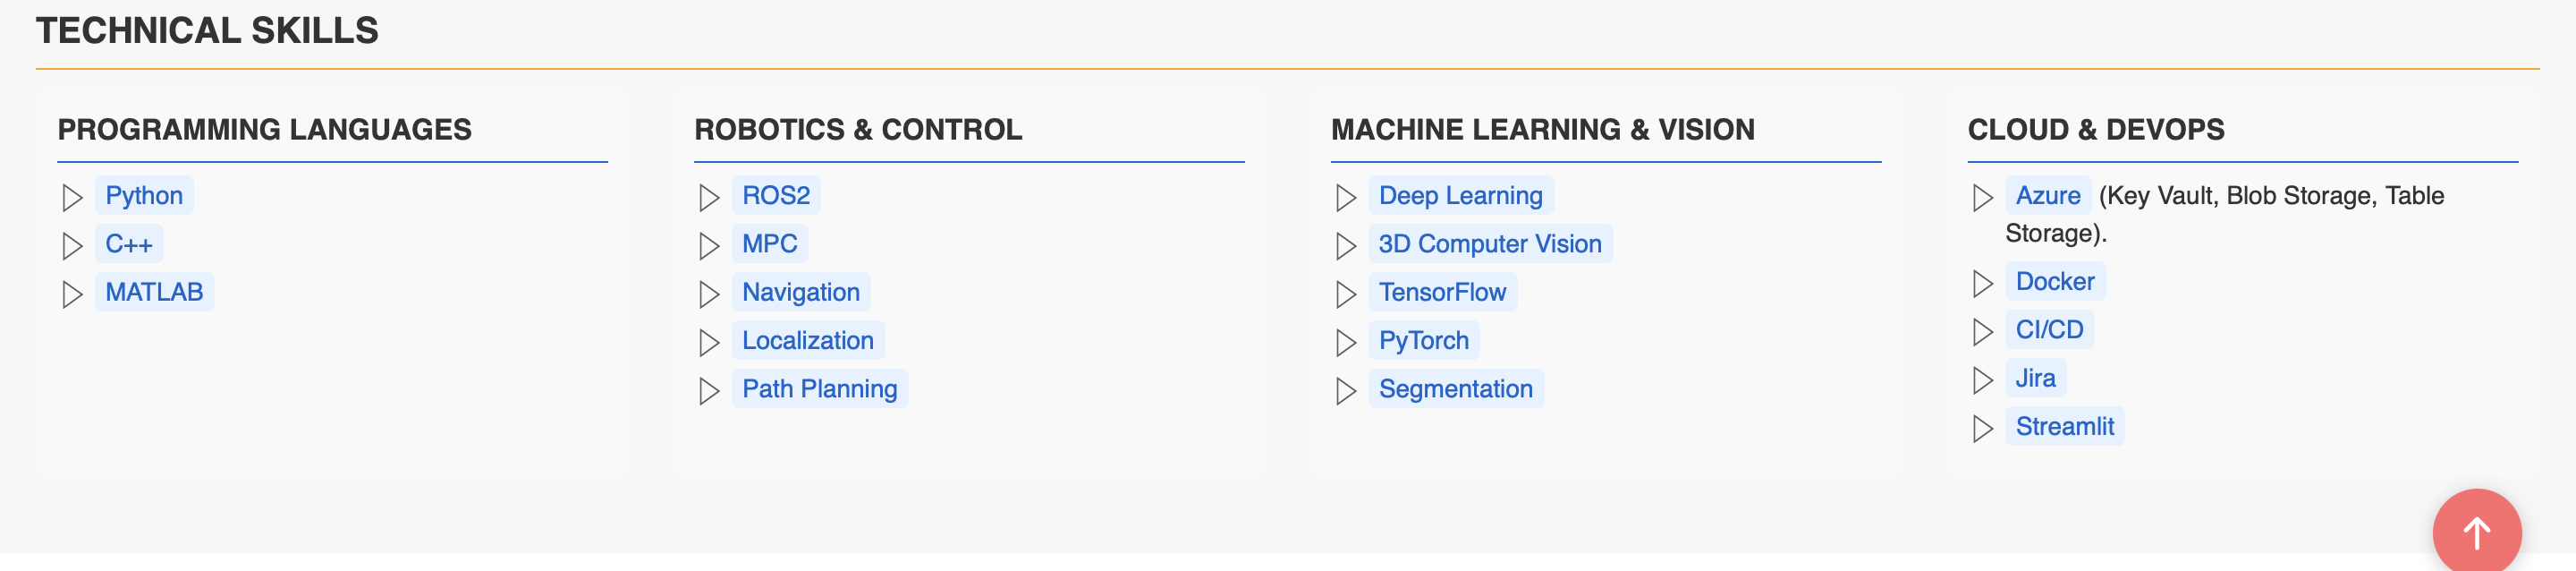 TECHNICAL SKILLS
PROGRAMMING LANGUAGES
Python
C++
MATLAB
ROBOTICS & CONTROL
ROS2
MPC
Navigation
Localization
Path Planning
MACHINE LEARNING & VISION
Deep Learning
3D Computer Vision
TensorFlow
PyTorch
Segmentation
CLOUD & DEVOPS
Azure (Key Vault, Blob Storage, Table
Storage).
Docker
CI/CD
Jira
Streamlit